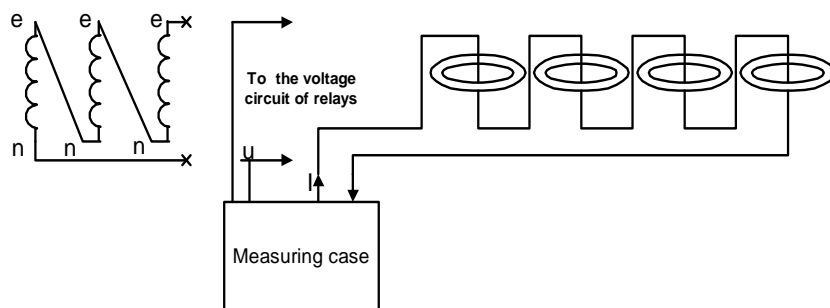 e e e
n n n
To the voltage
circuit of relays
u
I
Measuring case